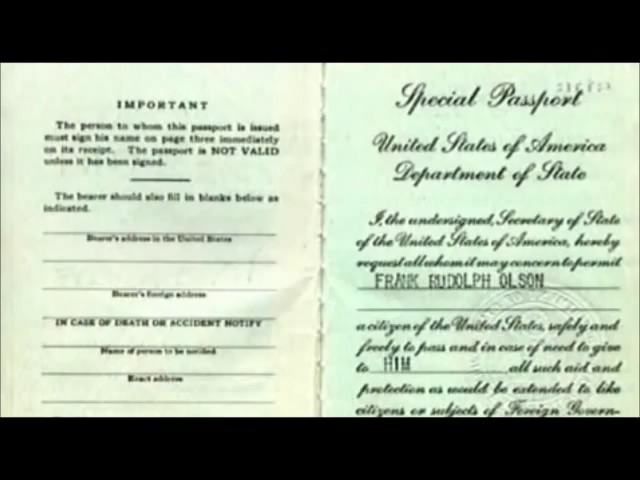 IMPORTANT
The person to whom this passport is issued
must sign his name on page three immediately
on its receipt. The passport is NOT VALID
unless it has been signed.
The bearer should also fill in blanks below as
indicated.
Bearer's address in the United States
Bearer's foreign address
IN CASE OF DEATH OR ACCIDENT NOTIFY
Name of person to be notified
Exact address
Special Passport
United States of America
Department of State
I, the undersigned, Secretary of State
of the United States of America, hereby
request all whom it may concern to permit
FRANK RUDOLPH OLSON
a citizen of the United States, safely and
freely to pass and in case of need to give
to HIM all such aid and
protection as would be extended to like
citizens or subjects of Foreign Govern-